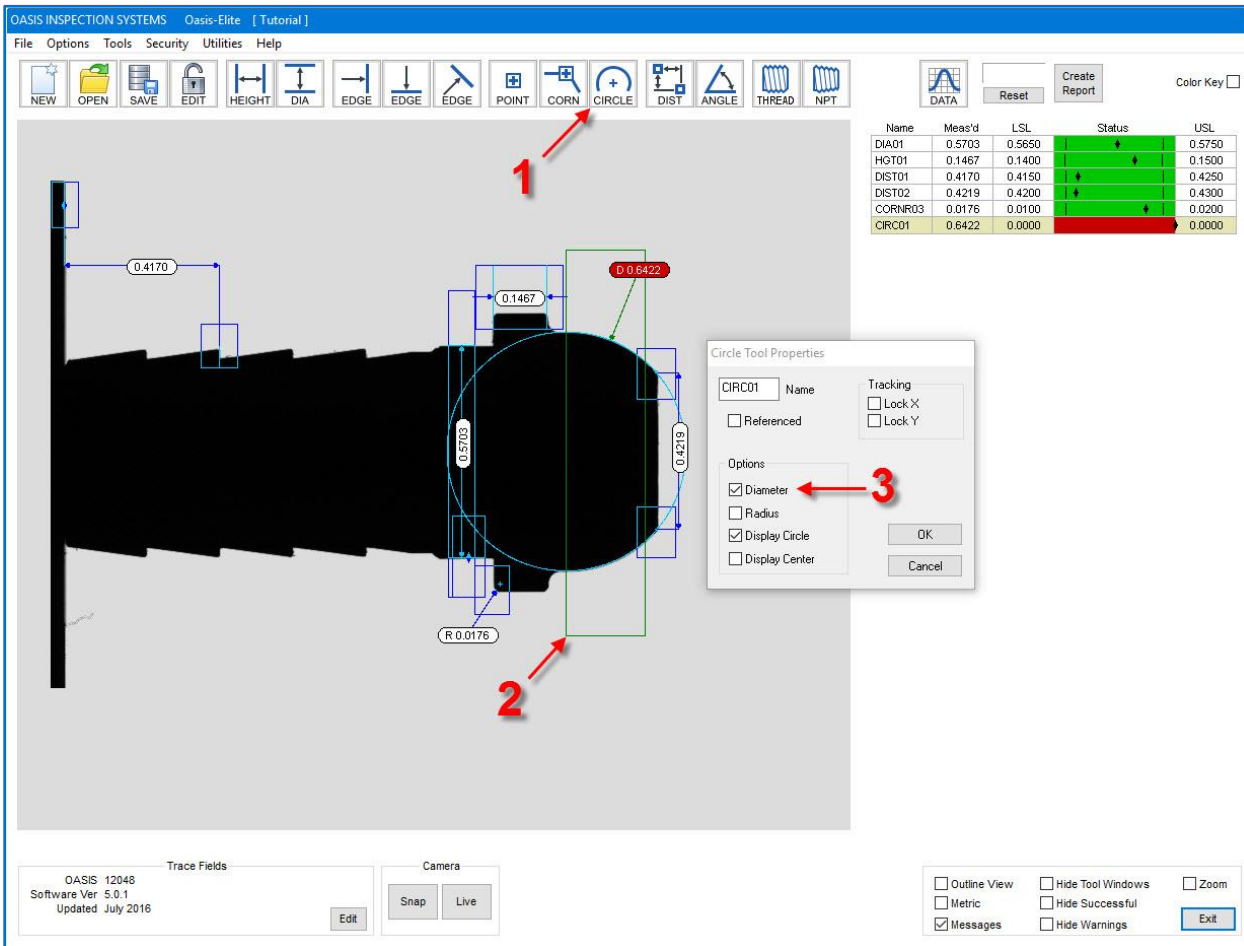 OASIS INSPECTION SYSTEMS Oasis-Elite [ Tutorial ]
File Options Tools Security Utilities Help
NEW OPEN SAVE EDIT HEIGHT DIA EDGE EDGE EDGE POINT CORN CIRCLE DIST ANGLE THREAD NPT DATA Reset Create Report Color Key
1
Name Meas'd LSL Status USL
DIA01 0.5703 0.5650 0.5750
HGT01 0.1467 0.1400 0.1500
DIST01 0.4170 0.4150 0.4250
DIST02 0.4219 0.4200 0.4300
CORNR03 0.0176 0.0100 0.0200
CIRC01 0.6422 0.0000 0.0000
0.4170
D 0.6422
0.1467
0.5703
0.4219
R 0.0176
2
Circle Tool Properties
CIRC01 Name
Referenced
Tracking
Lock X
Lock Y
Options
Diameter
3
Radius
Display Circle
Display Center
OK
Cancel
Trace Fields
OASIS 12048
Software Ver 5.0.1
Updated July 2016
Edit
Camera
Snap Live
Outline View Hide Tool Windows Zoom
Metric Hide Successful
Messages Hide Warnings Exit